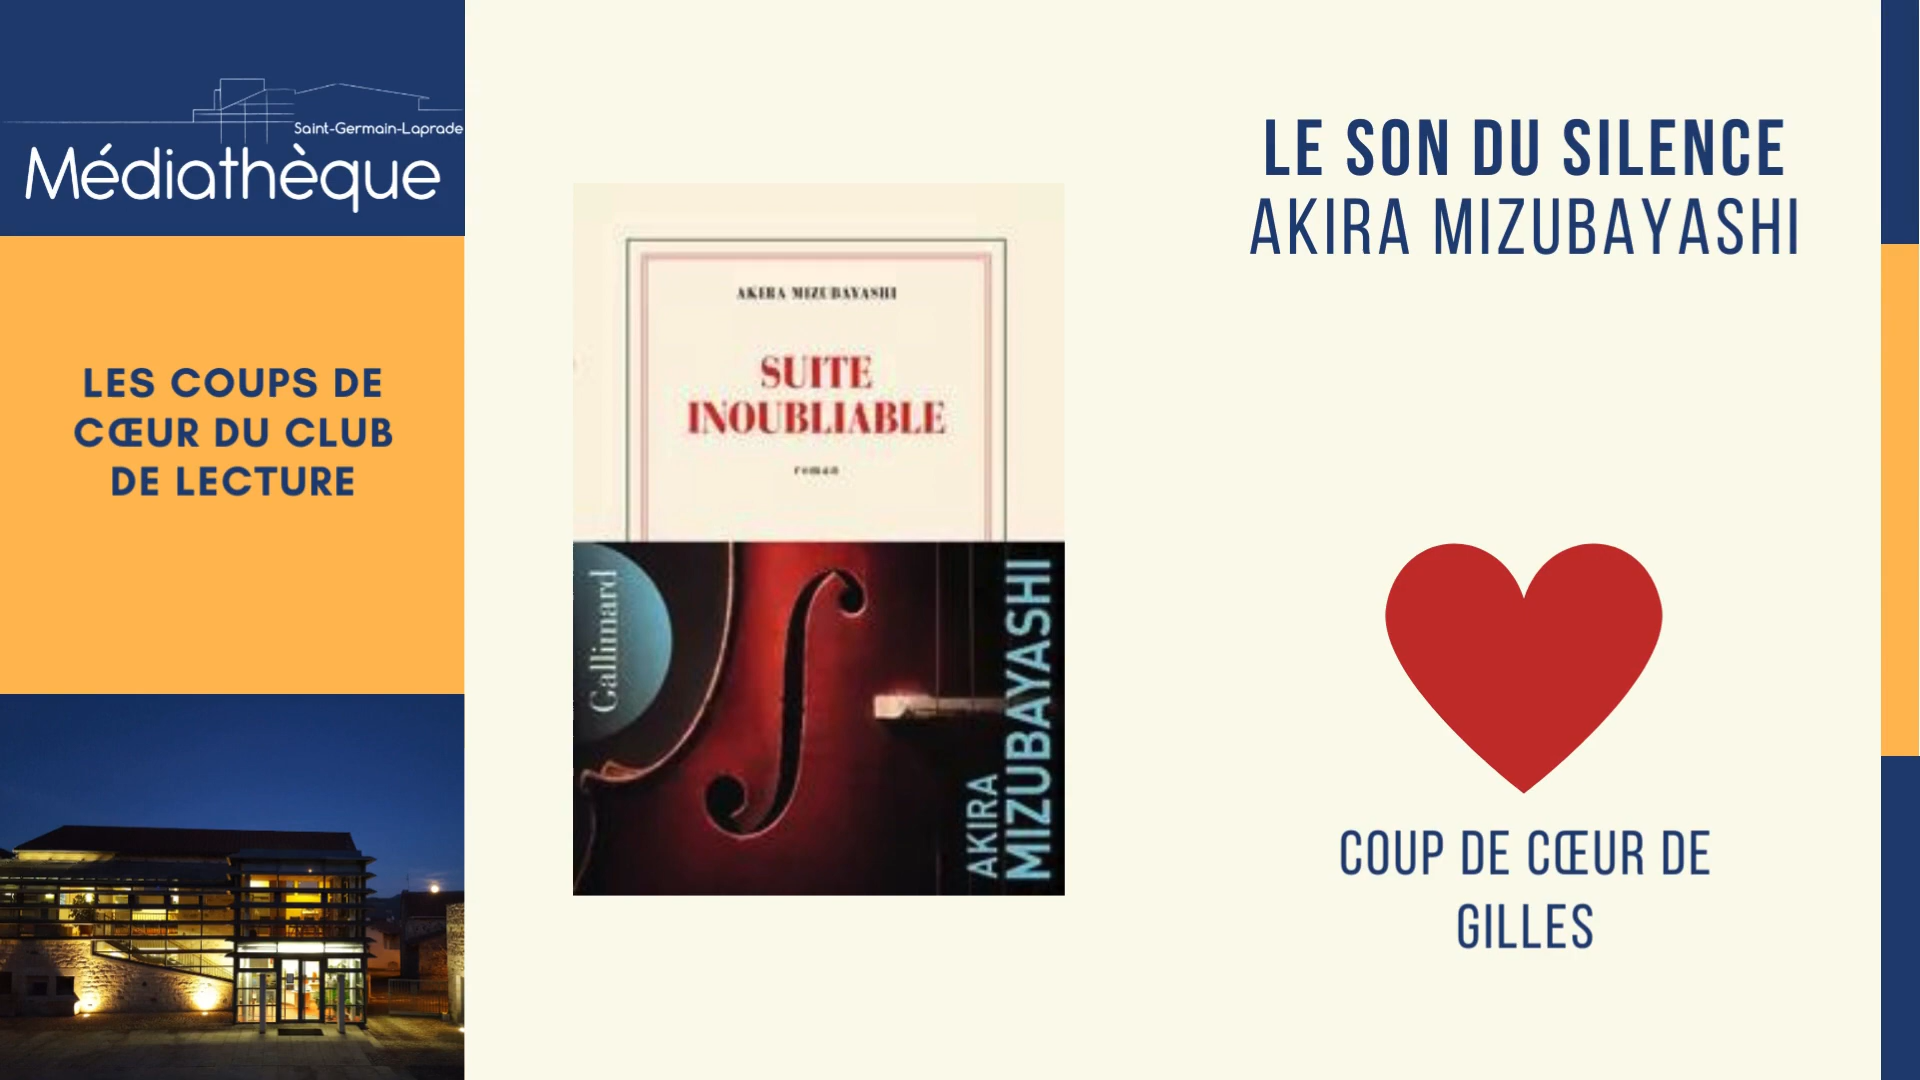 Saint-Germain-Laprade
Médiathèque
LES COUPS DE
CŒUR DU CLUB
DE LECTURE
AKIRA MIZUBAYASHI
SUITE
INOUBLIABLE
roman
Gallimard
AKIRA
MIZUBAYASHI
LE SON DU SILENCE
AKIRA MIZUBAYASHI
COUP DE CŒUR DE
GILLES